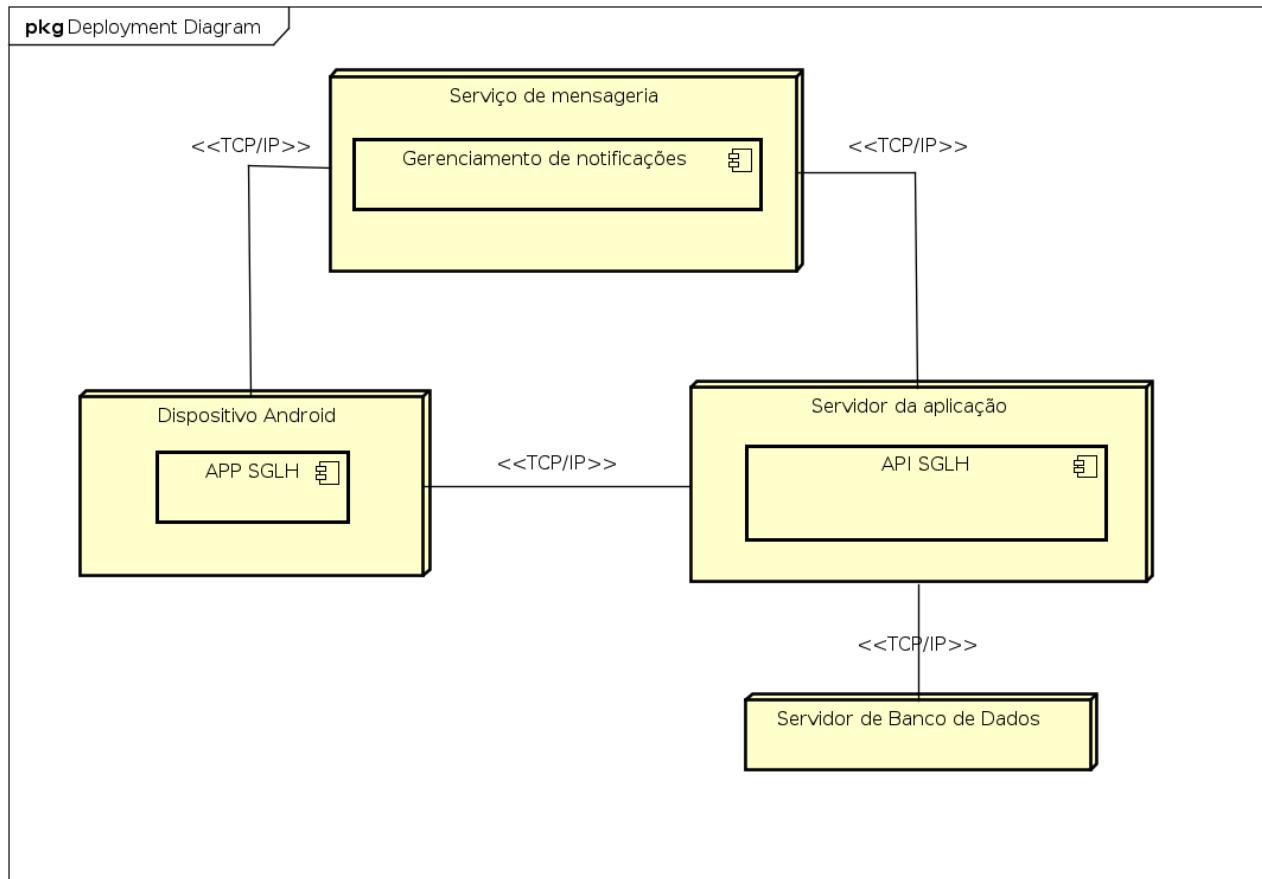 pkg Deployment Diagram
Serviço de mensageria
<<TCP/IP>>
<<TCP/IP>>
Gerenciamento de notificações
Dispositivo Android
Servidor da aplicação
APP SGLH
<<TCP/IP>>
API SGLH
<<TCP/IP>>
Servidor de Banco de Dados